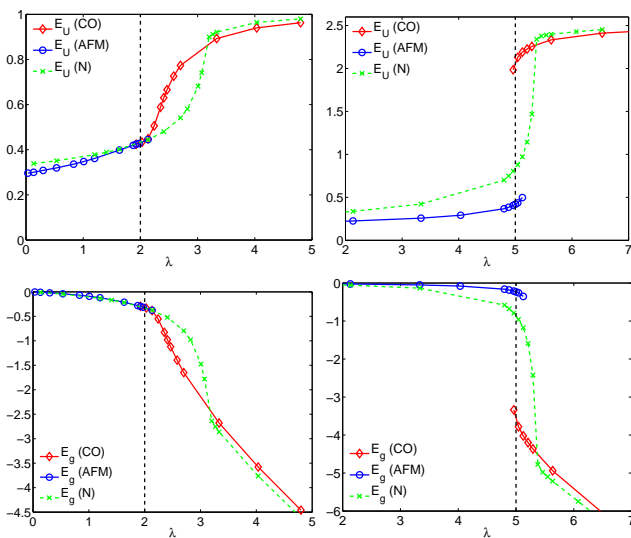 1
0.8
0.6
0.4
0.2
0
E_U (CO)
E_U (AFM)
E_U (N)
0 1 2 3 4 5
λ
2.5
2
1.5
1
0.5
0
E_U (CO)
E_U (AFM)
E_U (N)
2 3 4 5 6 7
λ
0
−0.5
−1
−1.5
−2
−2.5
−3
−3.5
−4
−4.5
E_g (CO)
E_g (AFM)
E_g (N)
0 1 2 3 4 5
λ
0
−1
−2
−3
−4
−5
−6
E_g (CO)
E_g (AFM)
E_g (N)
2 3 4 5 6 7
λ